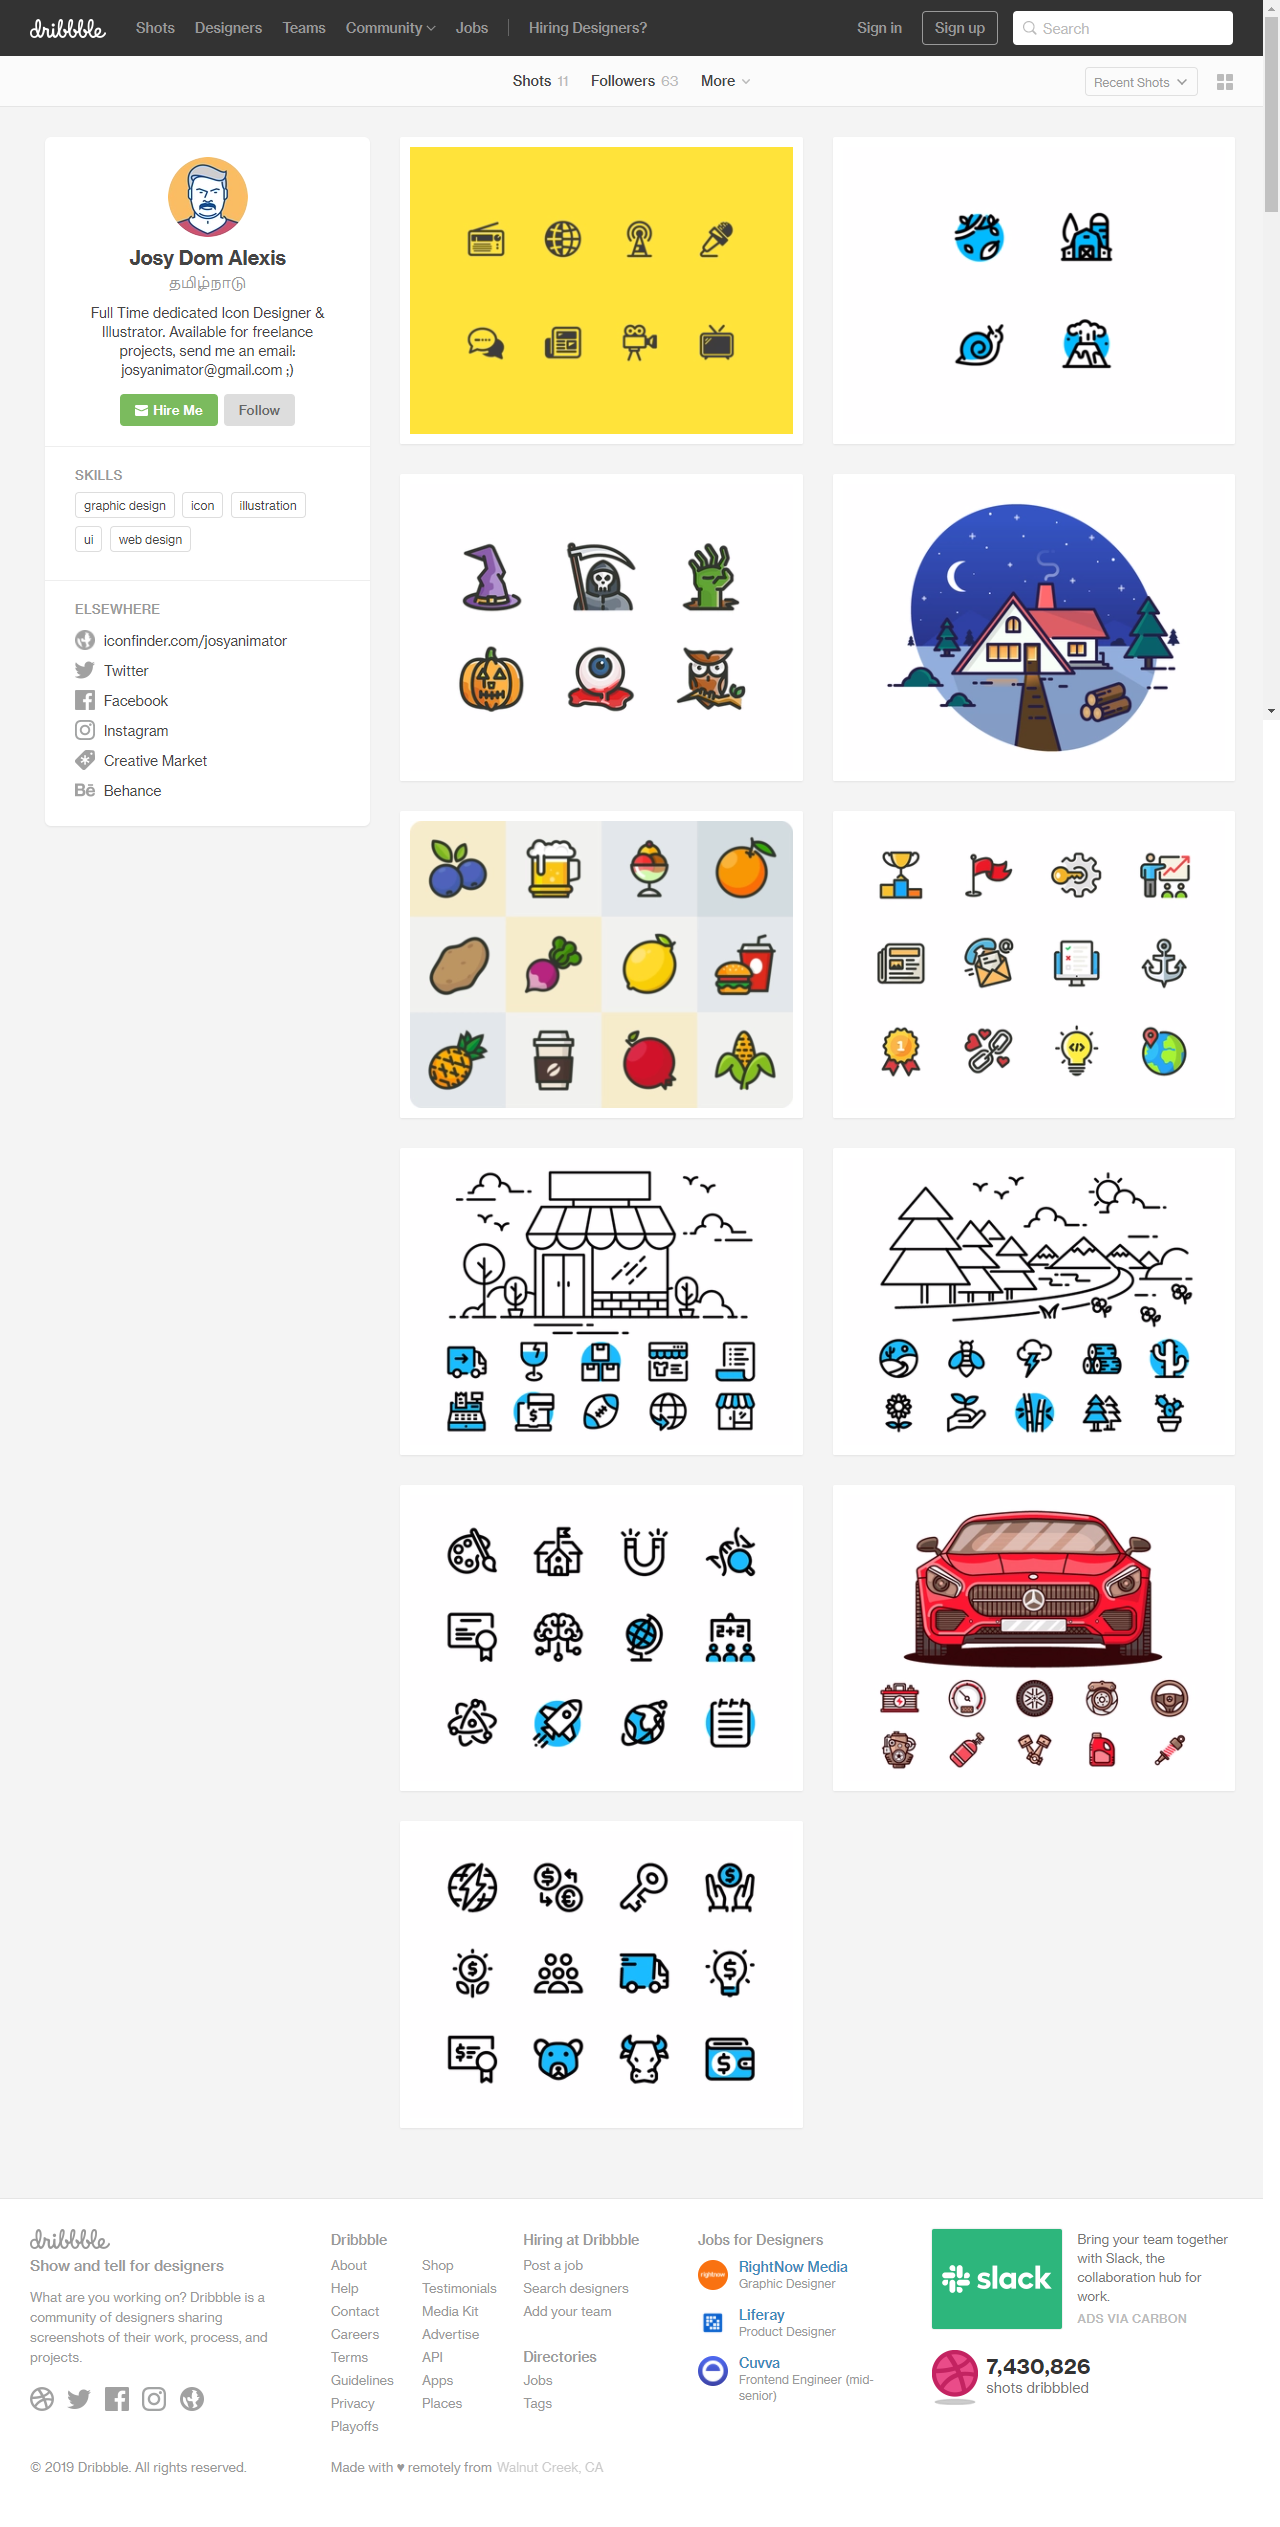 dribbble Shots Designers Teams Community Jobs Hiring Designers? Sign in Sign up Search
Shots 11 Followers 63 More Recent Shots
Josy Dom Alexis
தமிழ்நாடு
Full Time dedicated Icon Designer &
Illustrator. Available for freelance
projects, send me an email:
josyanimator@gmail.com ;)
Hire Me Follow
SKILLS
graphic design icon illustration
ui web design
ELSEWHERE
iconfinder.com/josyanimator
Twitter
Facebook
Instagram
Creative Market
Behance
1
2+2
dribbble
Show and tell for designers
What are you working on? Dribbble is a
community of designers sharing
screenshots of their work, process, and
projects.
Dribbble
About
Help
Contact
Careers
Terms
Guidelines
Privacy
Playoffs
Shop
Testimonials
Media Kit
Advertise
API
Apps
Places
Hiring at Dribbble
Post a job
Search designers
Add your team
Directories
Jobs
Tags
Jobs for Designers
rightnow
RightNow Media
Graphic Designer
Liferay
Product Designer
Cuvva
Frontend Engineer (mid-
senior)
slack
Bring your team together
with Slack, the
collaboration hub for
work.
ADS VIA CARBON
7,430,826
shots dribbbled
© 2019 Dribbble. All rights reserved.
Made with ♥ remotely from Walnut Creek, CA